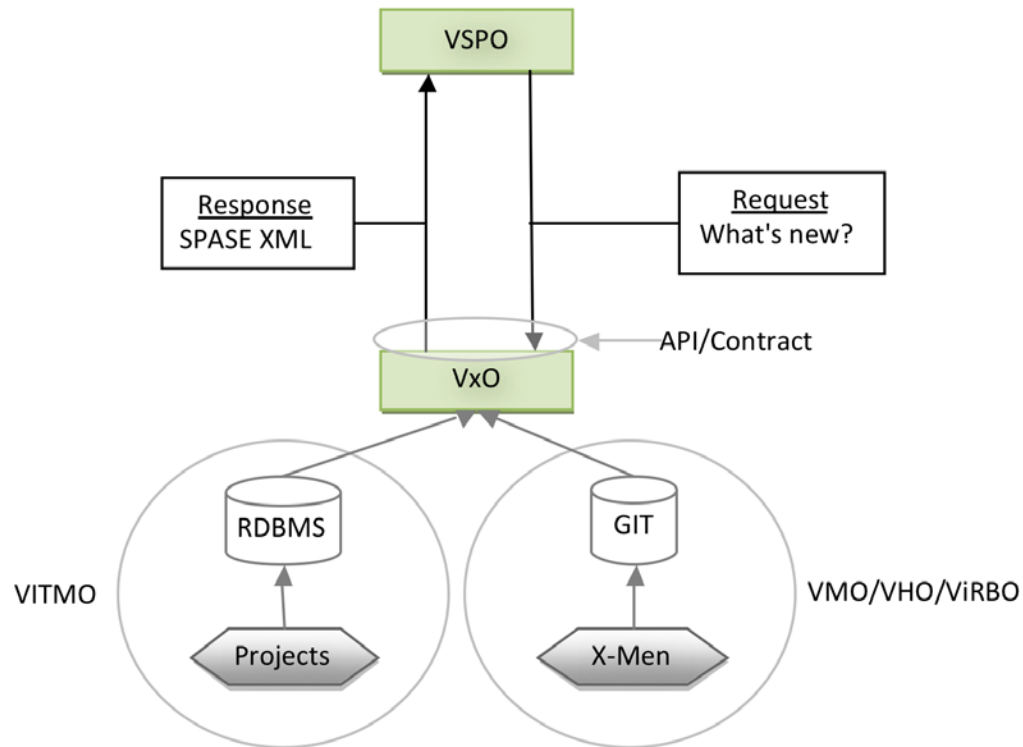 VSPO
Response
SPASE XML
Request
What's new?
API/Contract
VxO
RDBMS
GIT
VITMO
VMO/VHO/ViRBO
Projects
X-Men